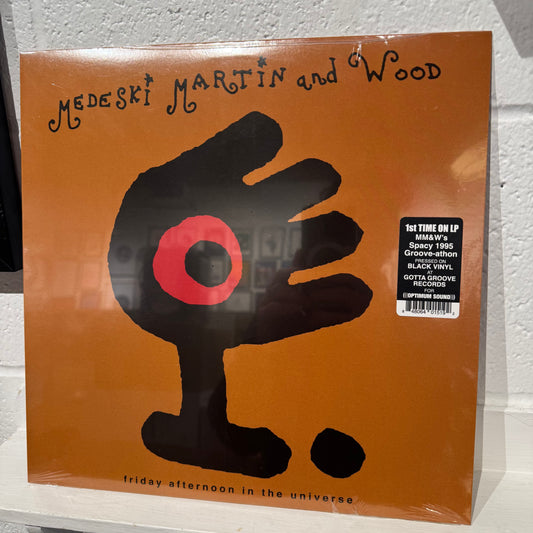 MEDESKi MARTiN and WOOD
1st TIME ON LP
MM&W's
Spacy 1995
Groove-athon
PRESSED ON
BLACK VINYL
AT
GOTTA GROOVE
RECORDS
FOR
(((OPTIMUM SOUND)))
friday afternoon in the universe